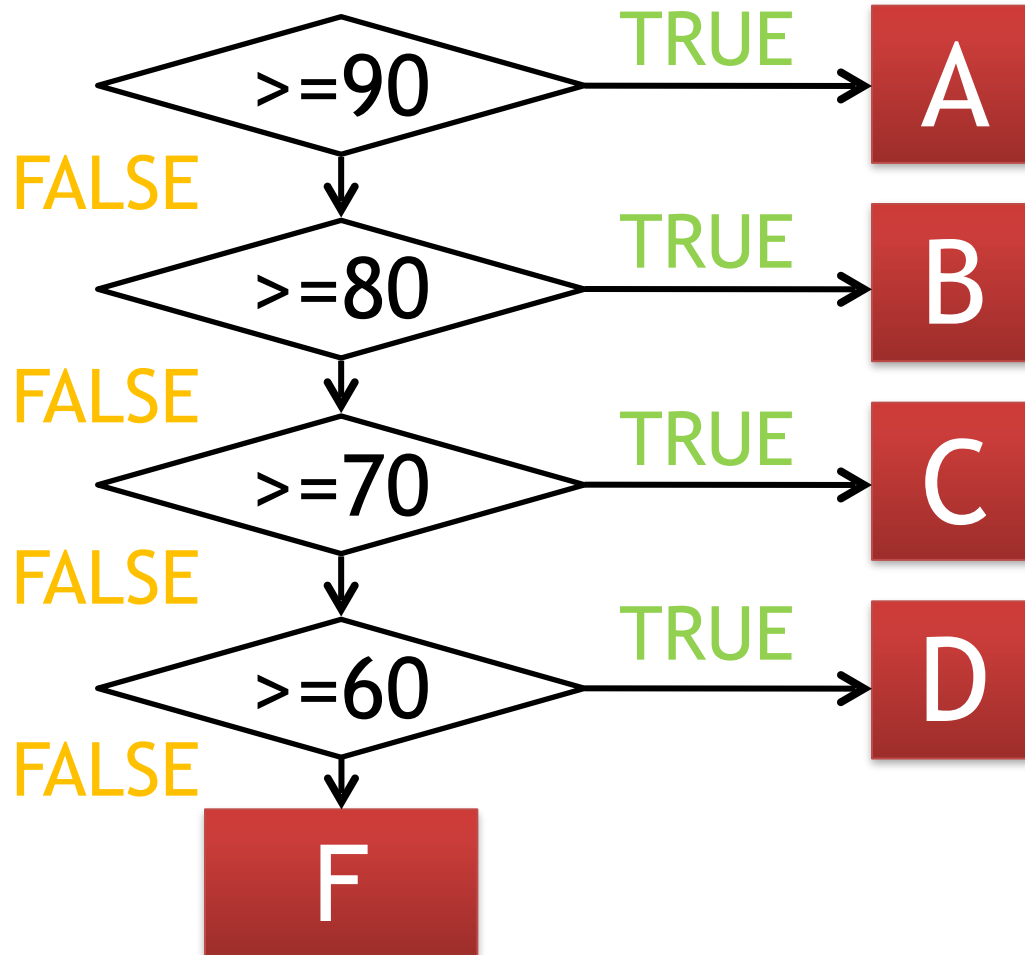 TRUE
>=90
A
FALSE
TRUE
>=80
B
FALSE
TRUE
>=70
C
FALSE
TRUE
>=60
D
FALSE
F